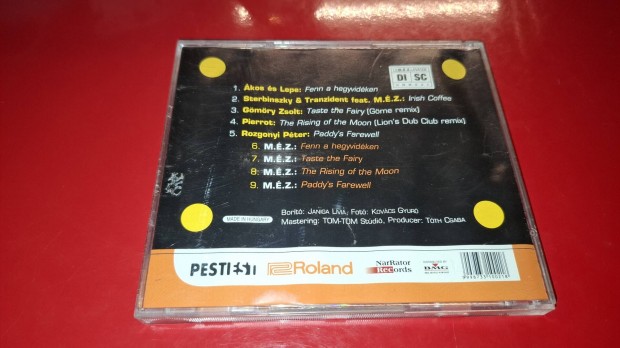 DISC
1. Ákos és Lepe: Fenn a hegyvidéken
2. Sterbinszky & Tranzident feat. M.É.Z.: Irish Coffee
3. Gömöry Zsolt: Taste the Fairy (Göme remix)
4. Pierrot: The Rising of the Moon (Lion's Dub Club remix)
5. Rozgonyi Péter: Paddy's Farewell
6. M.É.Z.: Fenn a hegyvidéken
7. M.É.Z.: Taste the Fairy
8. M.É.Z.: The Rising of the Moon
9. M.É.Z.: Paddy's Farewell
Borító: Janica Lívia, Fotó: Kovács Gyuró
Mastering: TOM-TOM Stúdió, Producer: Tóth Csaba
MADE IN HUNGARY
PESTI
Roland
NarRator
Records
BMG